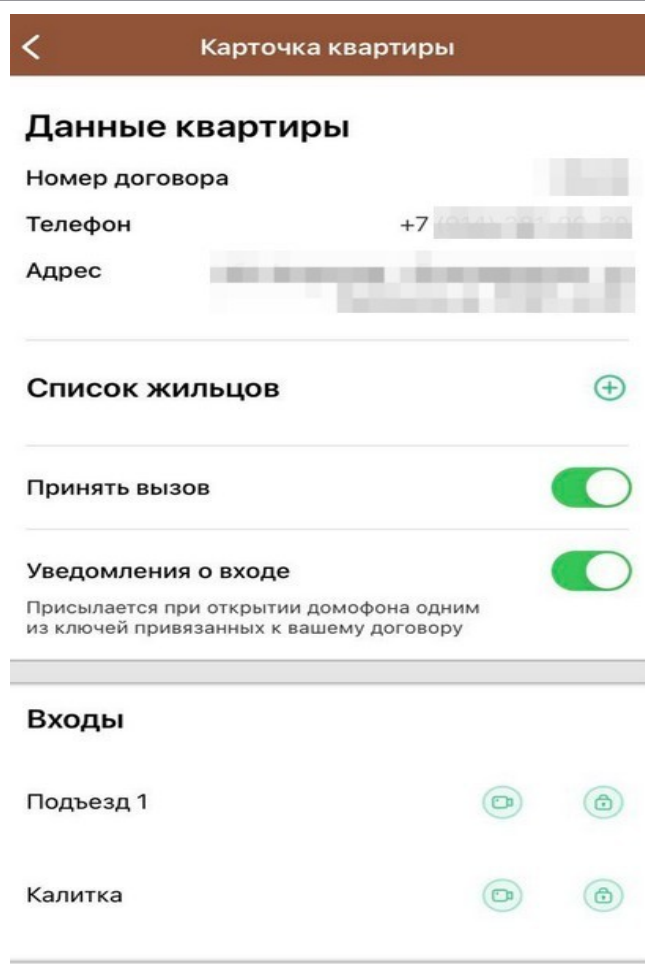 Карточка квартиры
Данные квартиры
Номер договора
Телефон +7
Адрес
Список жильцов
Принять вызов
Уведомления о входе
Присылается при открытии домофона одним
из ключей привязанных к вашему договору
Входы
Подъезд 1
Калитка